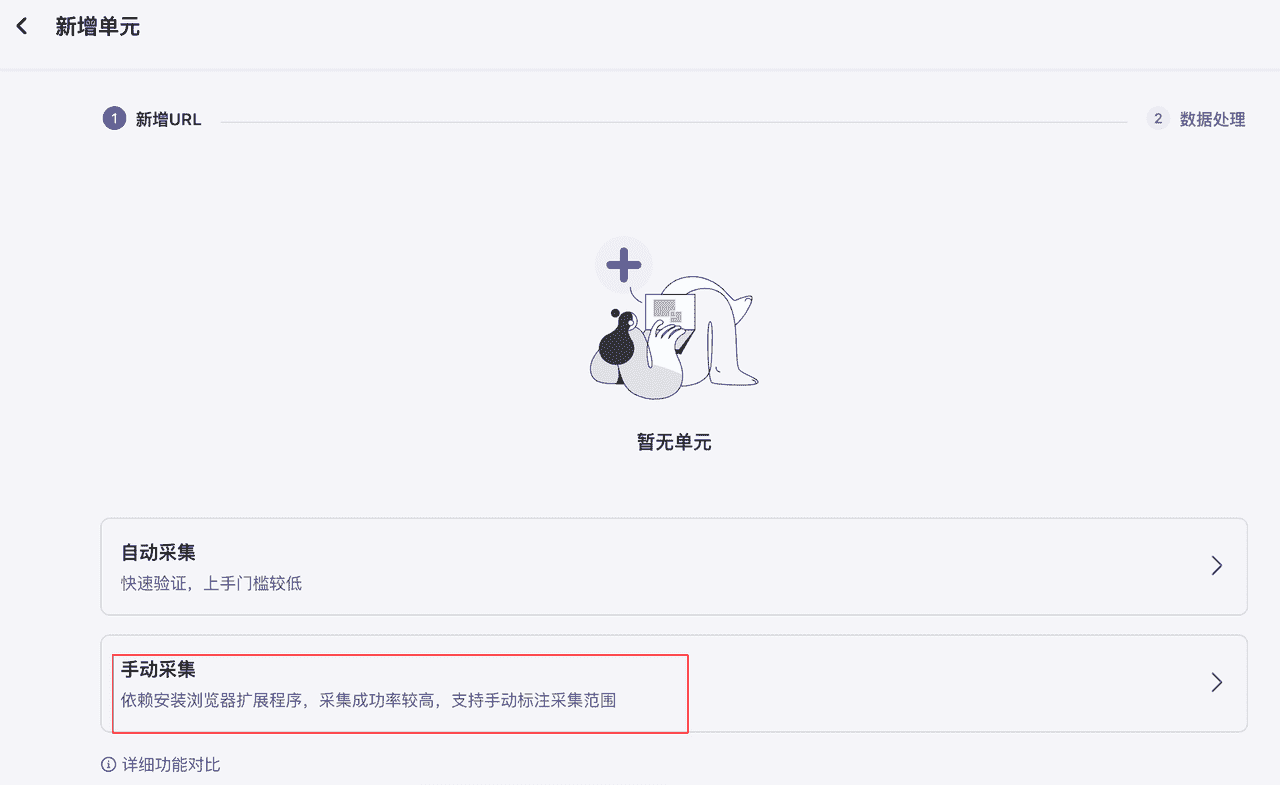 新增单元
1 新增URL
2 数据处理
暂无单元
自动采集
快速验证，上手门槛较低
手动采集
依赖安装浏览器扩展程序，采集成功率较高，支持手动标注采集范围
详细功能对比